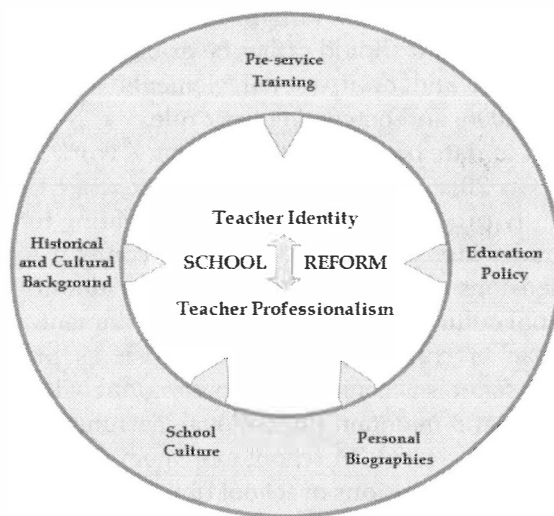 Pre-service
Training
Teacher Identity
Historical
and Cultural
Background
SCHOOL REFORM
Education
Policy
Teacher Professionalism
School
Culture
Personal
Biographies